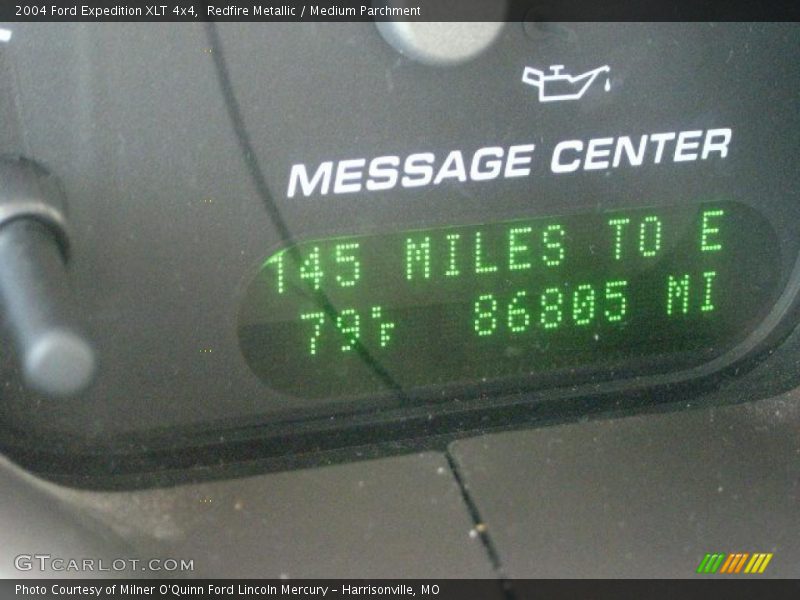 2004 Ford Expedition XLT 4x4, Redfire Metallic / Medium Parchment
MESSAGE CENTER
145 MILES TO E
79°F 86805 MI
GTCARLOT.COM
Photo Courtesy of Milner O'Quinn Ford Lincoln Mercury - Harrisonville, MO